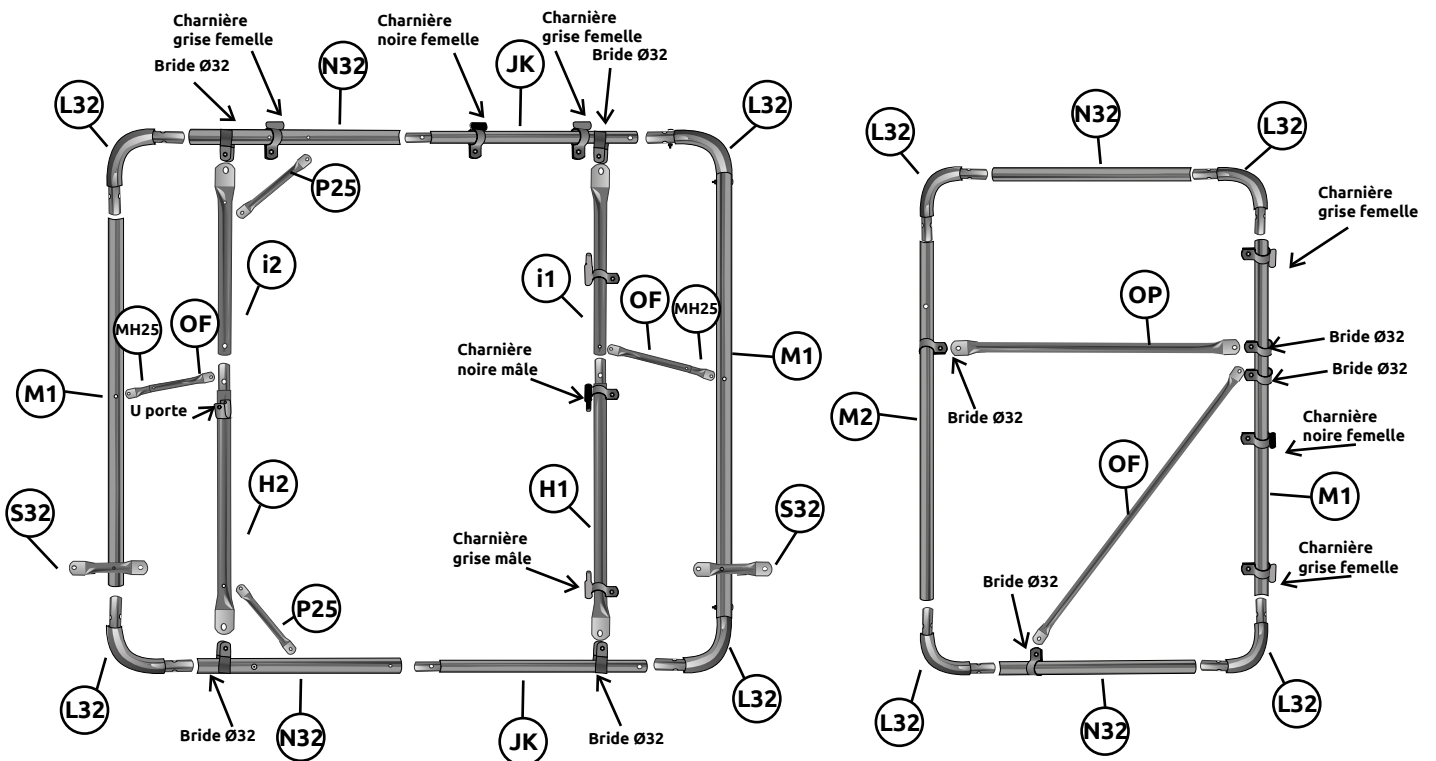 Charnière
grise femelle
Bride Ø32
N32
Charnière
noire femelle
JK
Charnière
grise femelle
Bride Ø32
L32
L32
P25
i2
i1
MH25
OF
OF
MH25
Charnière
noire mâle
M1
M1
U porte
H2
H1
S32
S32
Charnière
grise mâle
P25
L32
L32
Bride Ø32
N32
JK
Bride Ø32
L32
N32
L32
Charnière
grise femelle
OP
Bride Ø32
Bride Ø32
Bride Ø32
M2
Charnière
noire femelle
OF
M1
Charnière
grise femelle
Bride Ø32
L32
N32
L32